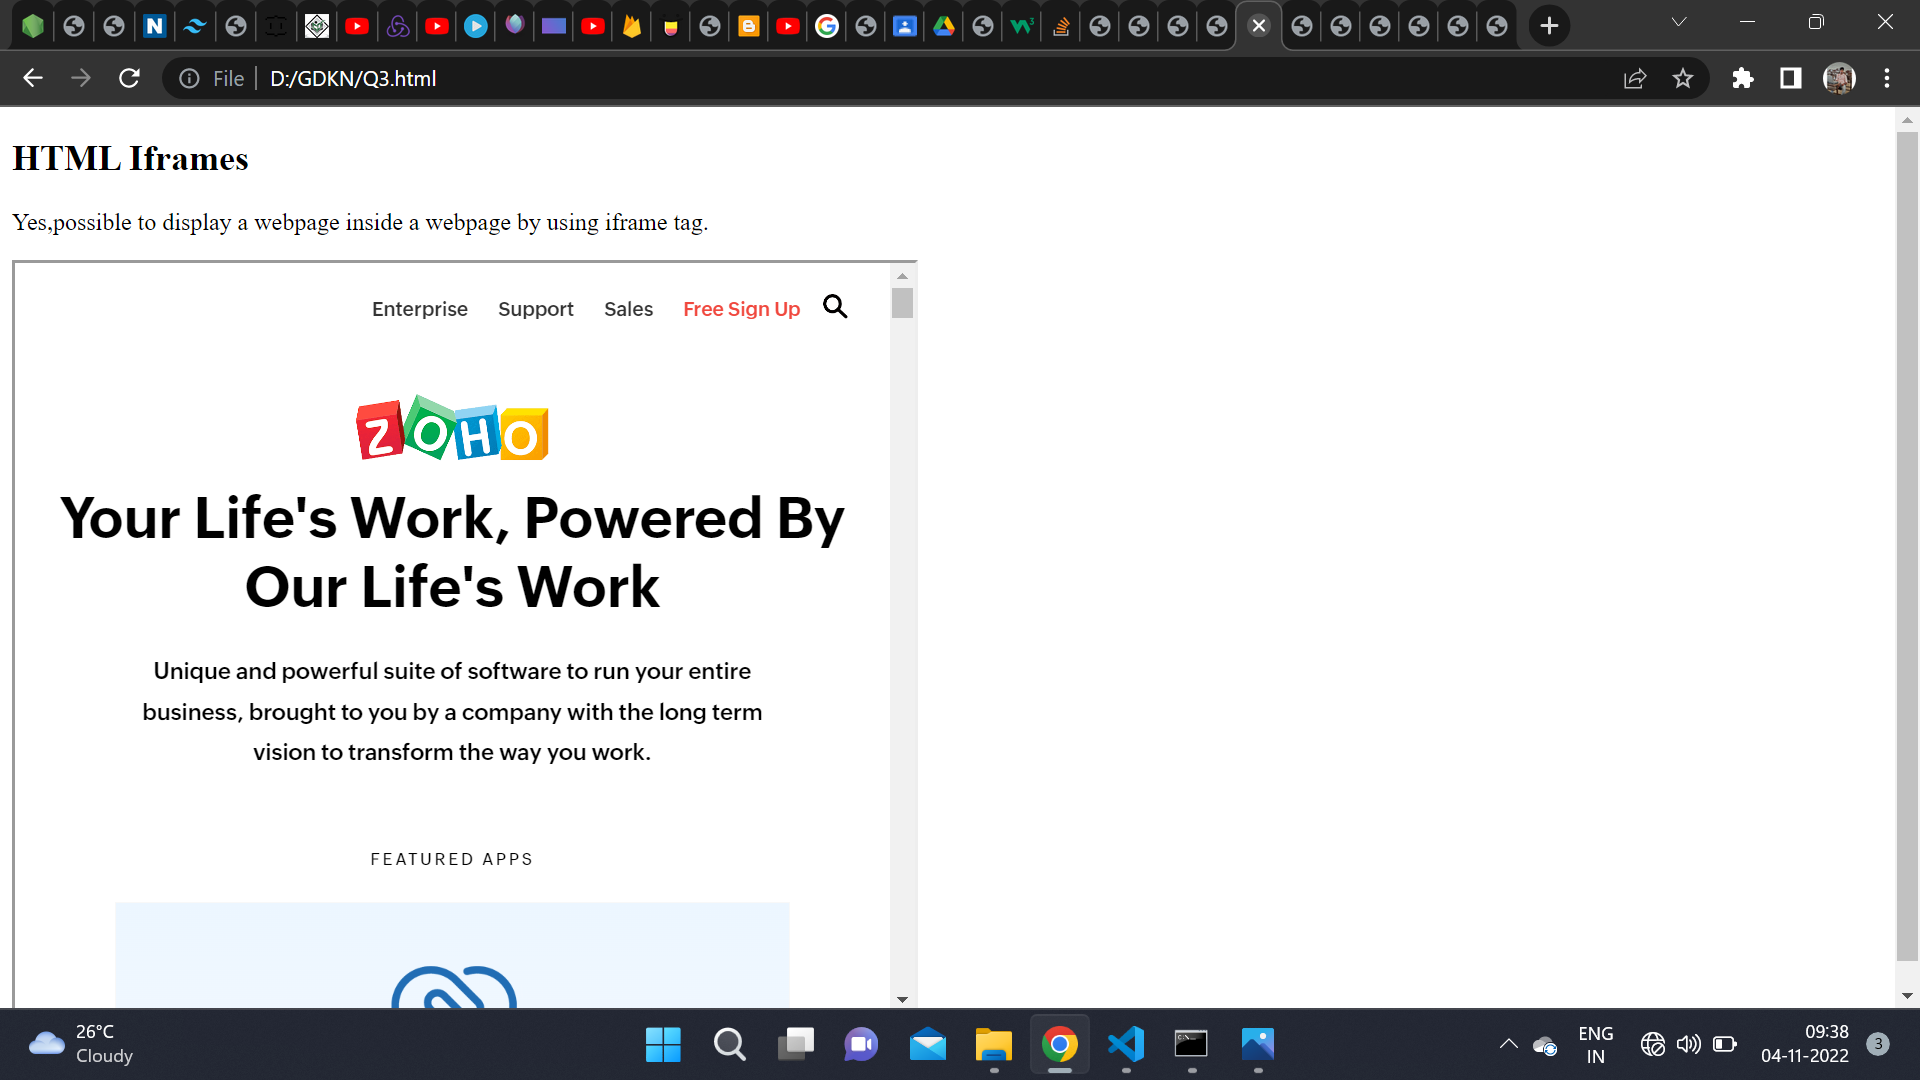 File
D:/GDKN/Q3.html
HTML Iframes
Yes,possible to display a webpage inside a webpage by using iframe tag.
Enterprise Support Sales Free Sign Up
ZOHO
Your Life's Work, Powered By
Our Life's Work
Unique and powerful suite of software to run your entire
business, brought to you by a company with the long term
vision to transform the way you work.
FEATURED APPS
26°C
Cloudy
ENG
IN
09:38
04-11-2022
3